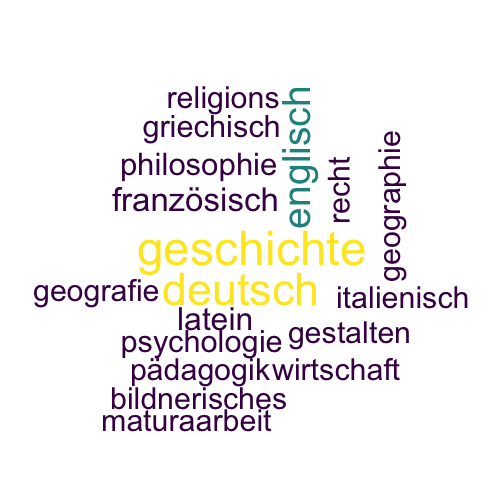 religions
griechisch
englisch
philosophie
recht
geographie
französisch
geschichte
geografie
deutsch
italienisch
latein
psychologie
gestalten
pädagogik
wirtschaft
bildnerisches
maturaarbeit